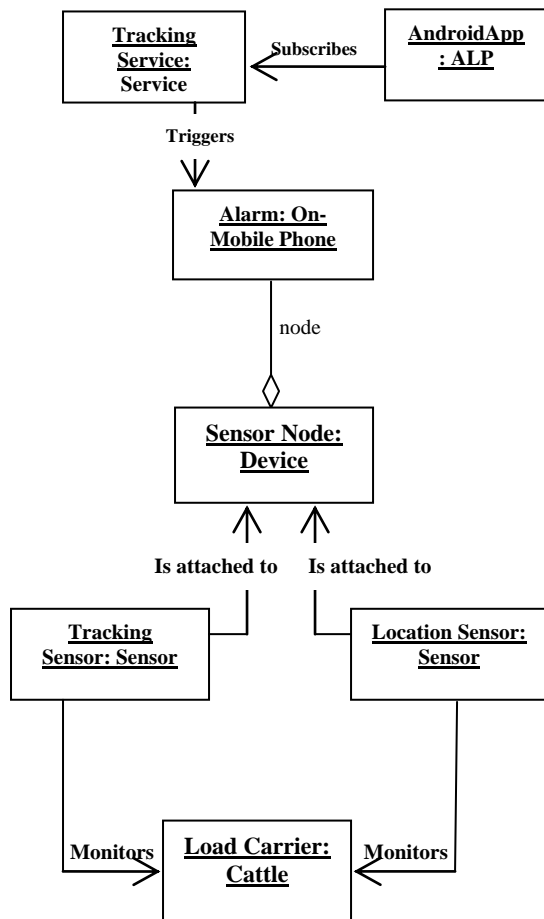 Tracking
Service:
Service
Subscribes
AndroidApp
: ALP
Triggers
Alarm: On-
Mobile Phone
node
Sensor Node:
Device
Is attached to
Is attached to
Tracking
Sensor: Sensor
Location Sensor:
Sensor
Monitors
Load Carrier:
Cattle
Monitors